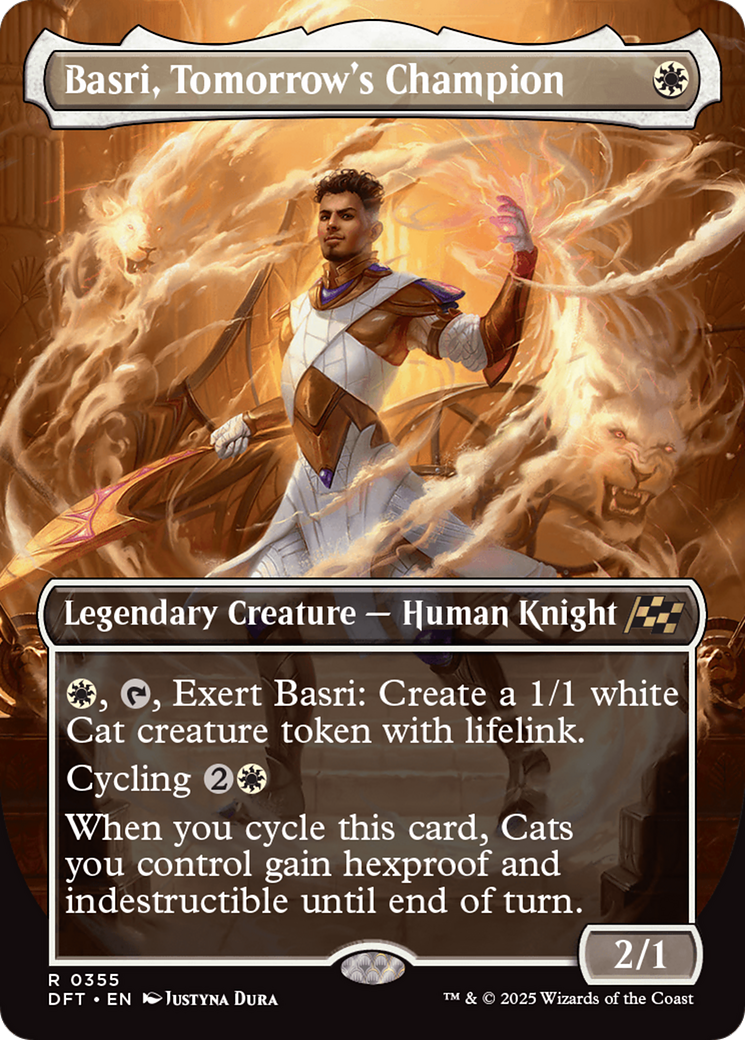 Basri, Tomorrow's Champion
Legendary Creature — Human Knight
, , Exert Basri: Create a 1/1 white
Cat creature token with lifelink.
Cycling 2
When you cycle this card, Cats
you control gain hexproof and
indestructible until end of turn.
2/1
R 0355
DFT • EN Justyna Dura
™ & © 2025 Wizards of the Coast